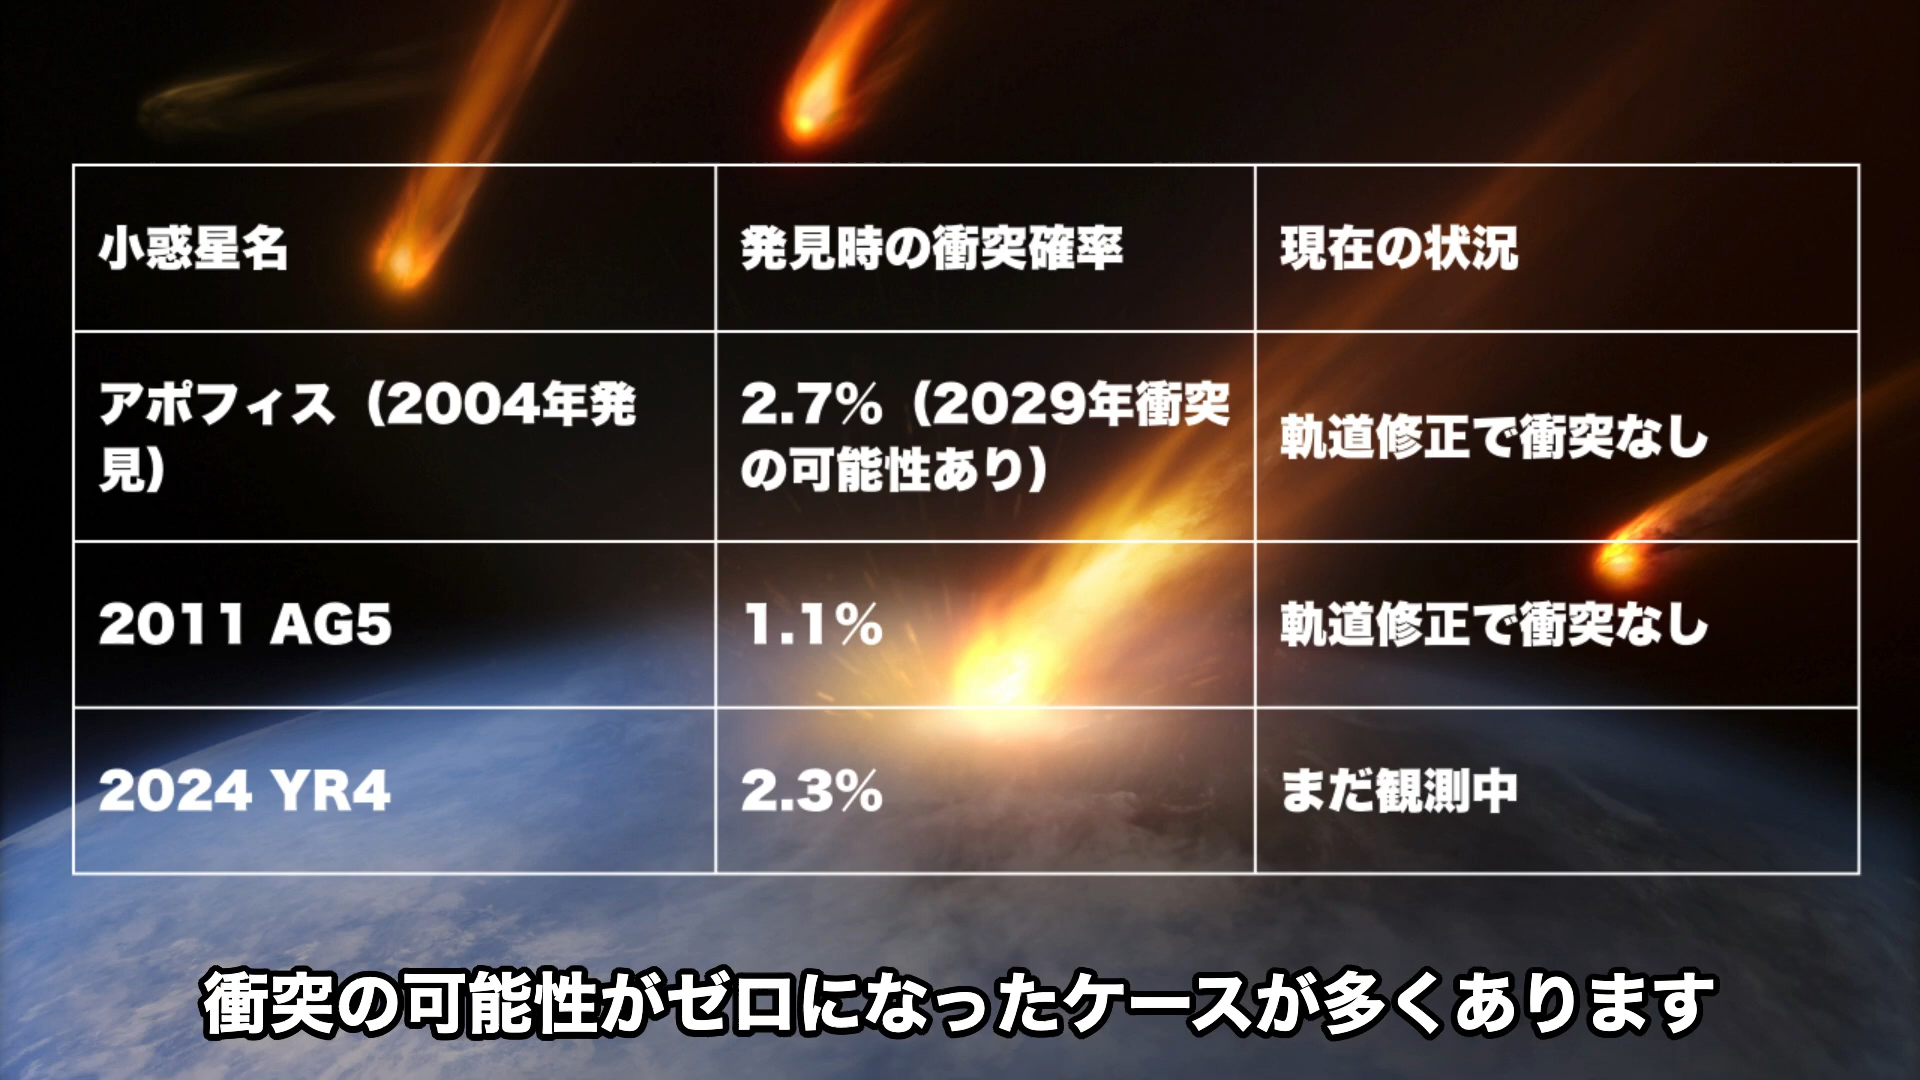 小惑星名
発見時の衝突確率
現在の状況
アポフィス（2004年発
見）
2.7%（2029年衝突
の可能性あり）
軌道修正で衝突なし
2011 AG5
1.1%
軌道修正で衝突なし
2024 YR4
2.3%
まだ観測中
衝突の可能性がゼロになったケースが多くあります